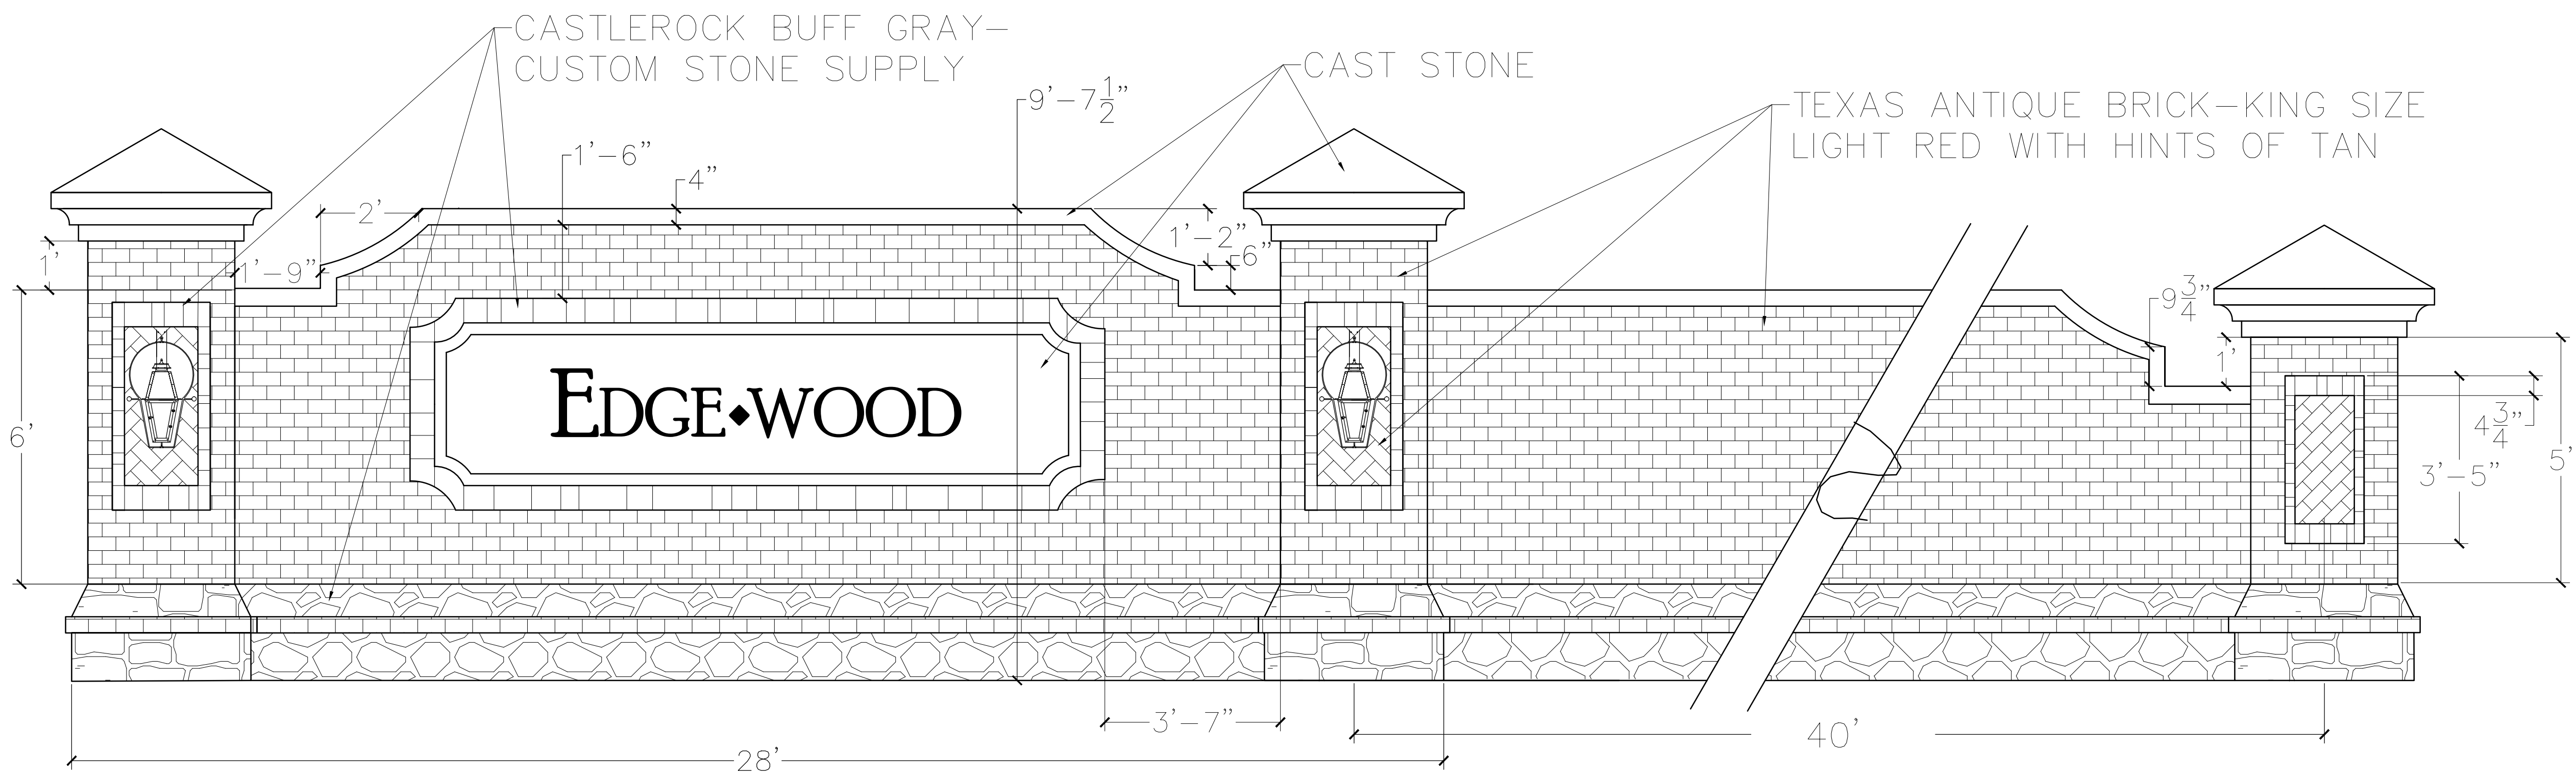 CASTLEROCK BUFF GRAY-
CUSTOM STONE SUPPLY
CAST STONE
TEXAS ANTIQUE BRICK-KING SIZE
LIGHT RED WITH HINTS OF TAN
9'-7 1/2"
1'-6"
4"
2'
1'-2"
6"
1'
1'-9"
9 3/4"
1'
6'
EDGE◆WOOD
4 3/4"
3'-5"
5'
3'-7"
40'
28'